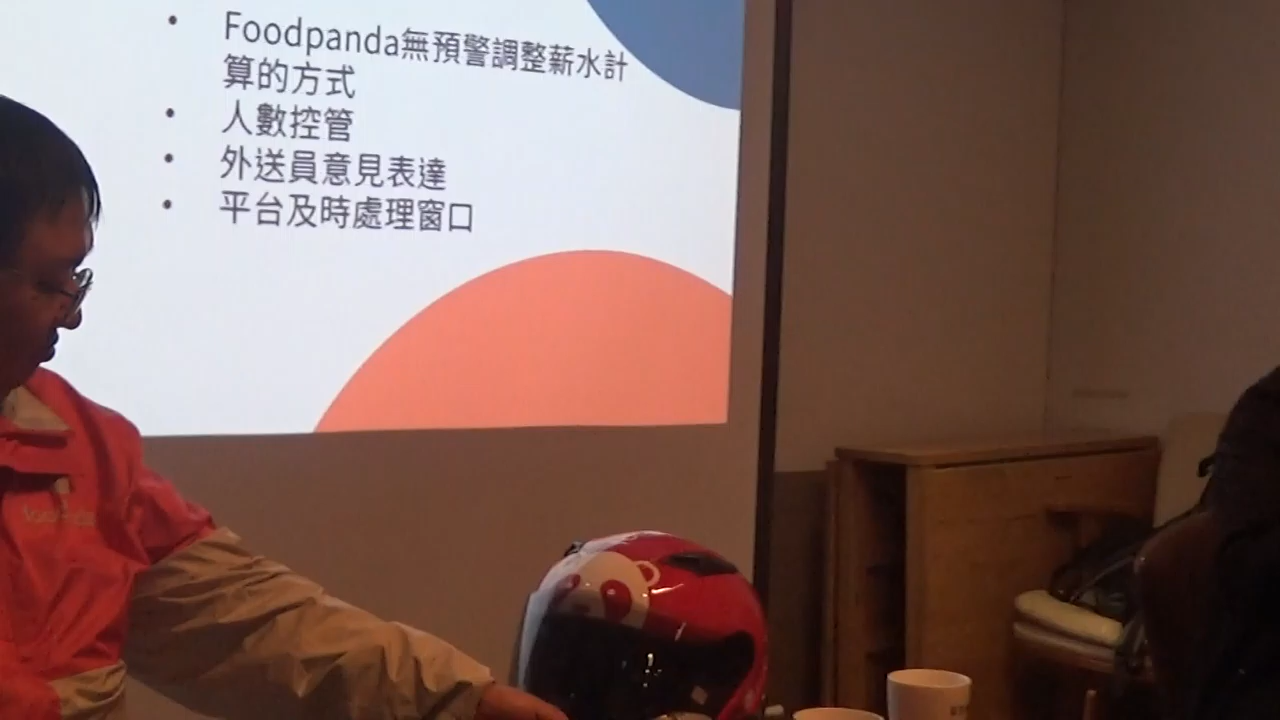 Foodpanda無預警調整薪水計
算的方式
人數控管
外送員意見表達
平台及時處理窗口